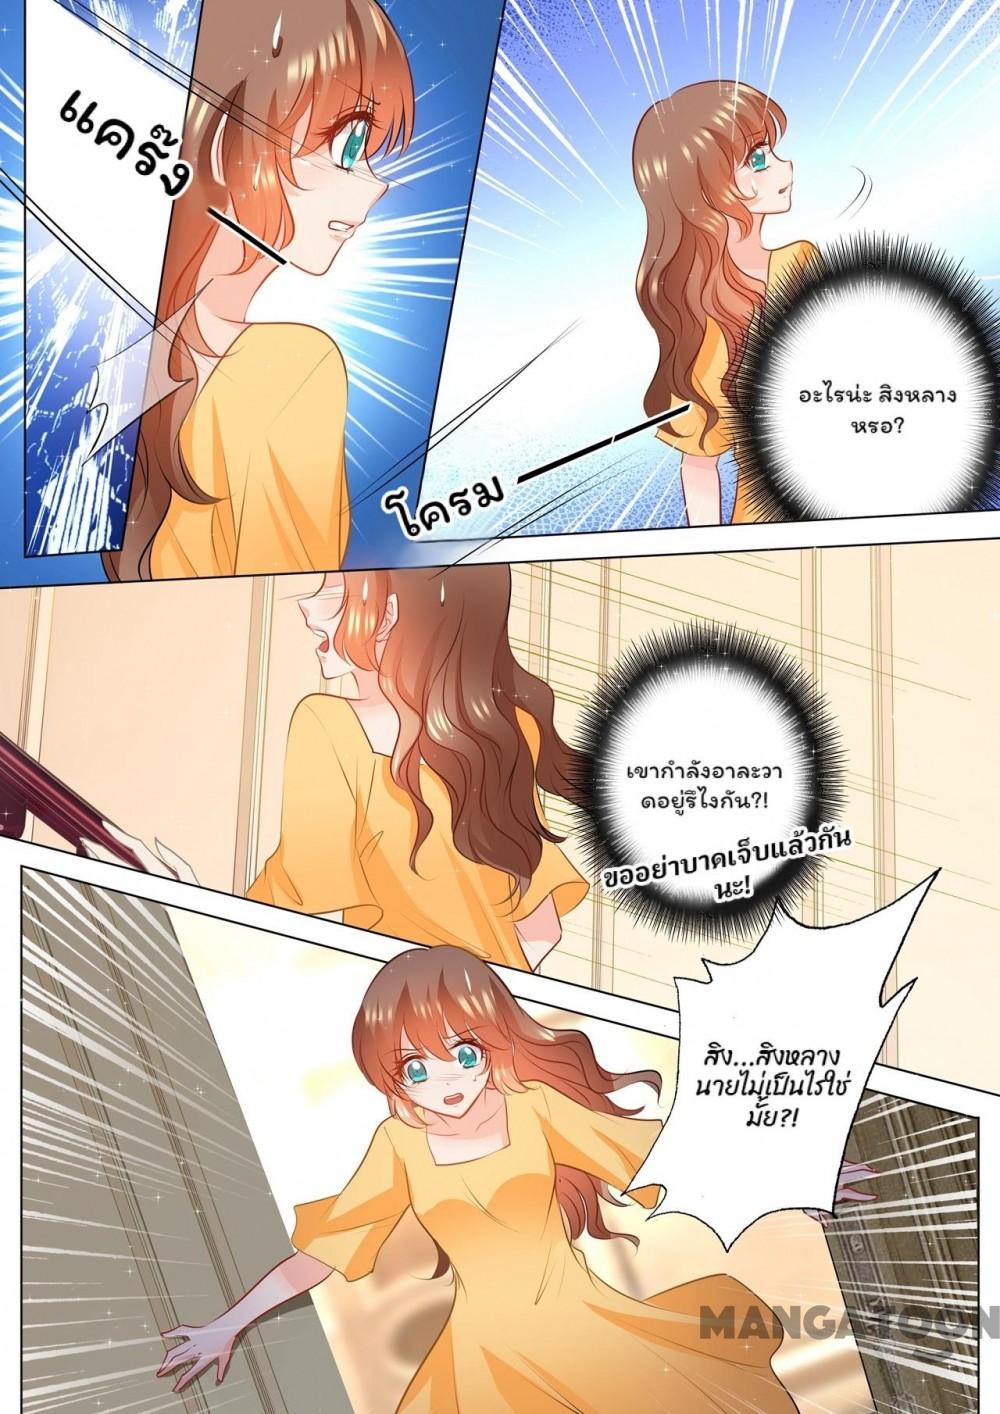 แคร๊ง
อะไรน่ะ สิงหลาง
หรอ?
โครม
เขากำลังอาละวา
ดอยู่รึไงกัน?!
ขออย่าบาดเจ็บแล้วกัน
นะ!
สิง...สิงหลาง
นายไม่เป็นไรใช่
มั้ย?!
MANGATOON